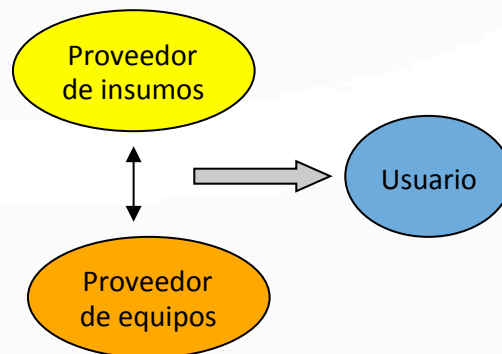 Proveedor
de insumos
Usuario
Proveedor
de equipos